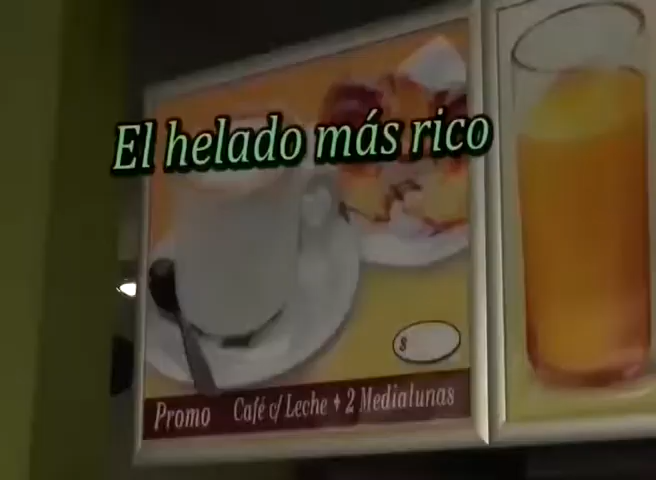 El helado más rico
$
Promo Café c/ Leche + 2 Medialunas